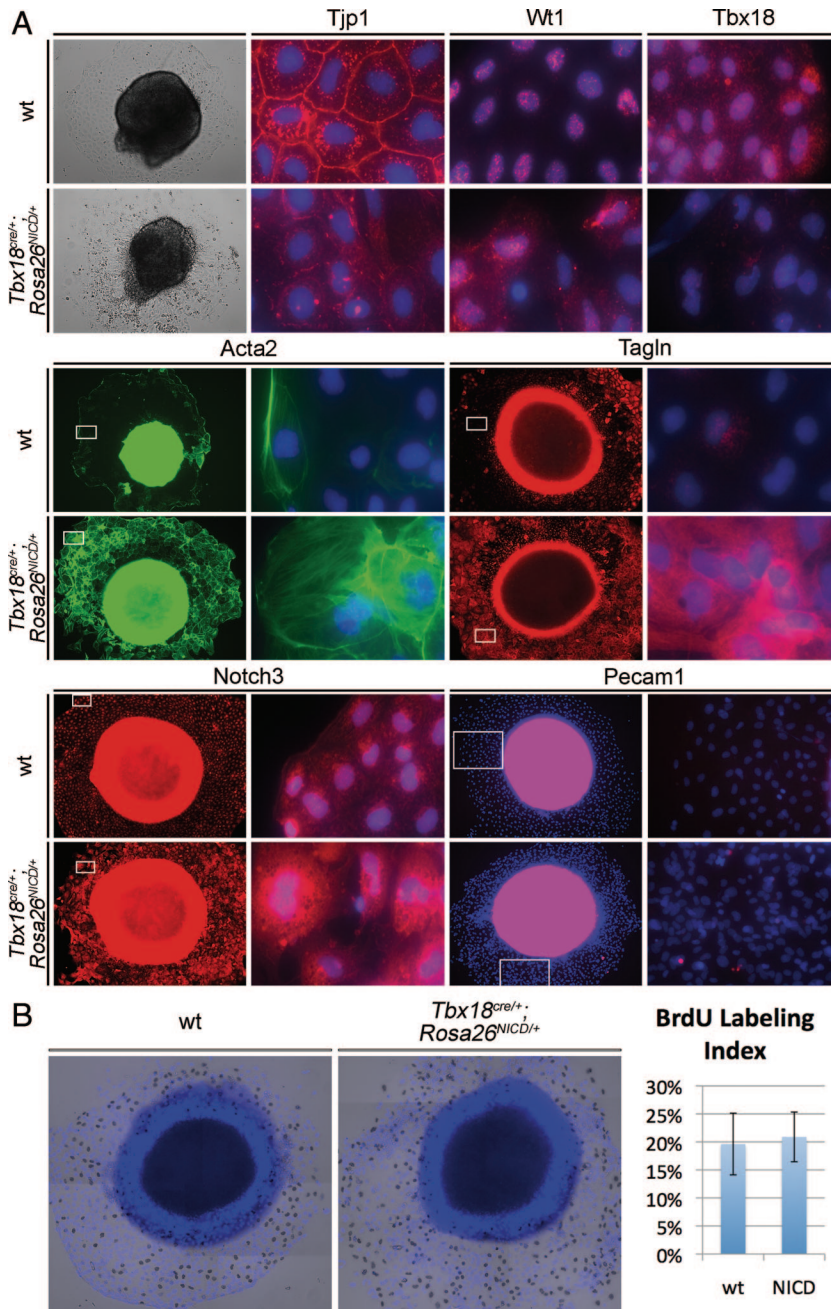 A
Tjp1 Wt1 Tbx18
wt
Tbx18cre/+;
Rosa26NICD/+
Acta2 Tagln
wt
Tbx18cre/+;
Rosa26NICD/+
Notch3 Pecam1
wt
Tbx18cre/+;
Rosa26NICD/+
B
wt
Tbx18cre/+;
Rosa26NICD/+
BrdU Labeling
Index
30%
25%
20%
15%
10%
5%
0%
wt NICD